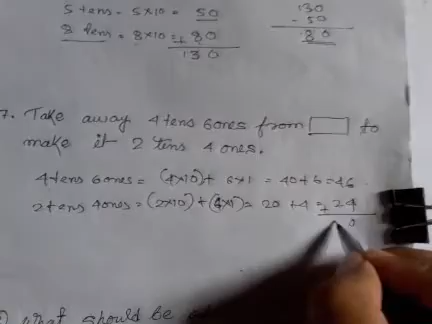 5 tens = 5×10 = 50
8 tens = 8×10 = +80
130
130
- 50
80
7. Take away 4 tens 6 ones from □ to
make it 2 tens 4 ones.
4 tens 6 ones = (4×10) + 6×1 = 40+6 = 46
2 tens 4 ones = (2×10) + (4×1) = 20 +4 = + 24
0
what should be